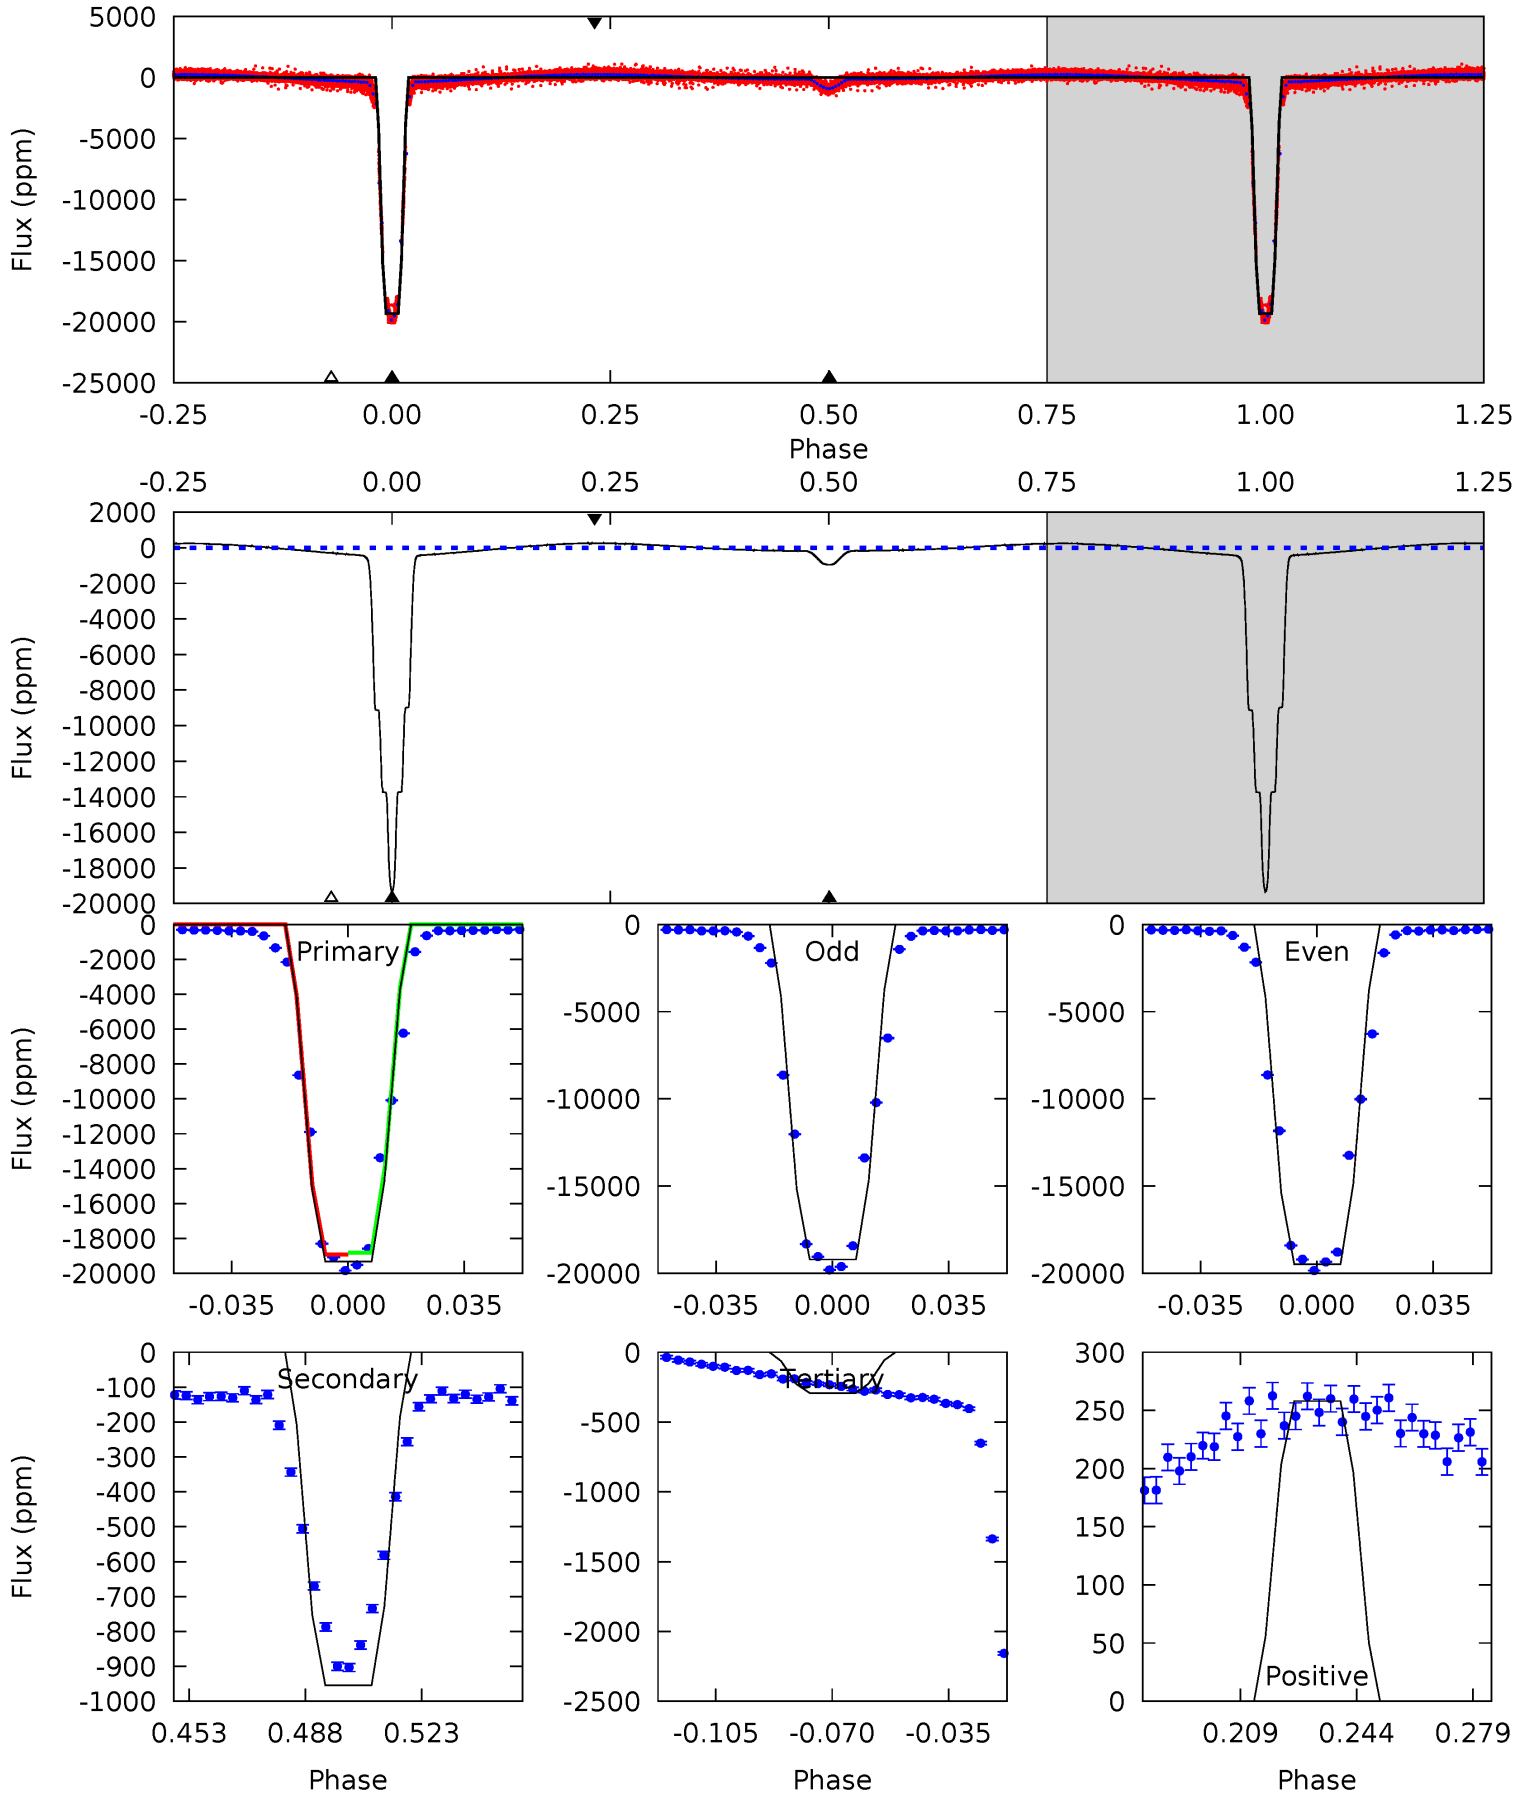 5000
0
-5000
-10000
-15000
-20000
-25000
Flux (ppm)
-0.25 0.00 0.25 0.50 0.75 1.00 1.25
Phase
-0.25 0.00 0.25 0.50 0.75 1.00 1.25
2000
0
-2000
-4000
-6000
-8000
-10000
-12000
-14000
-16000
-18000
-20000
Flux (ppm)
Primary
0
-2000
-4000
-6000
-8000
-10000
-12000
-14000
-16000
-18000
-20000
Flux (ppm)
-0.035 0.000 0.035
Odd
0
-5000
-10000
-15000
-20000
-0.035 0.000 0.035
Even
0
-5000
-10000
-15000
-20000
-0.035 0.000 0.035
Secondary
0
-100
-200
-300
-400
-500
-600
-700
-800
-900
-1000
Flux (ppm)
0.453 0.488 0.523
Phase
Tertiary
0
-500
-1000
-1500
-2000
-2500
-0.105 -0.070 -0.035
Phase
300
250
200
150
100
50
0
Positive
0.209 0.244 0.279
Phase